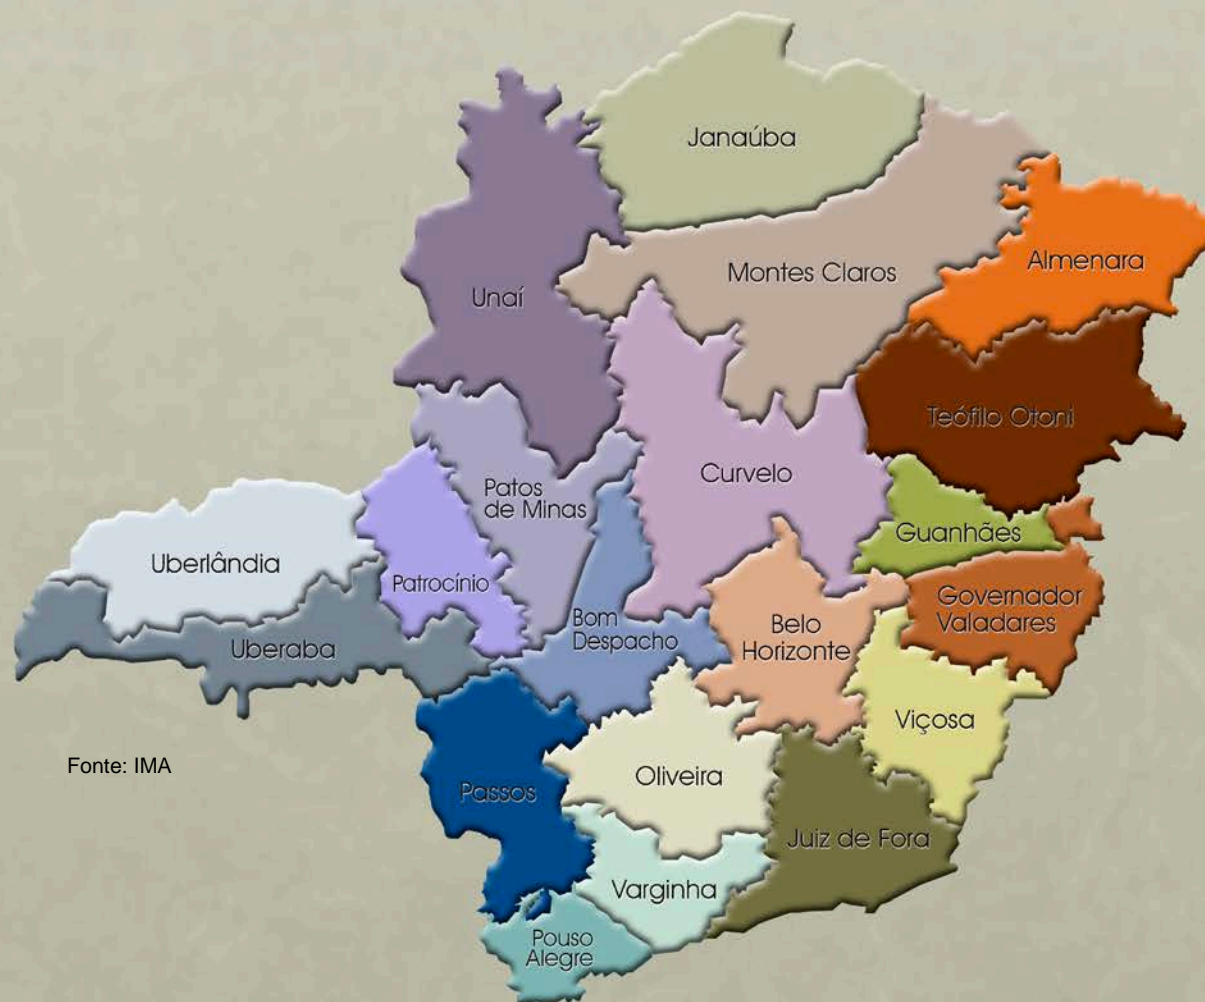 Janaúba
Almenara
Montes Claros
Unaí
Teófilo Otoni
Curvelo
Patos
de Minas
Guanhães
Uberlândia
Patrocínio
Governador
Valadares
Bom
Despacho
Belo
Horizonte
Uberaba
Viçosa
Fonte: IMA
Oliveira
Passos
Juiz de Fora
Varginha
Pouso
Alegre